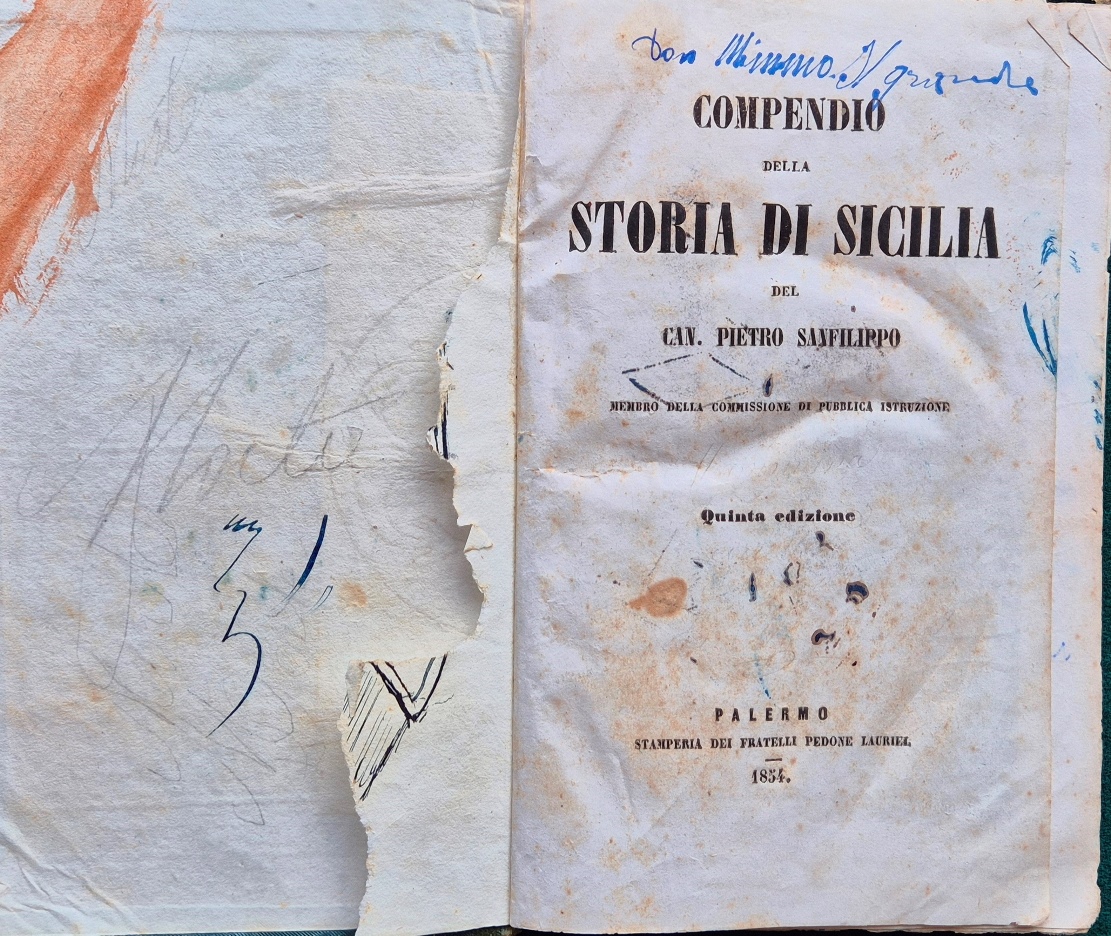 Don Mimmo Il grande
COMPENDIO
DELLA
STORIA DI SICILIA
DEL
CAN. PIETRO SANFILIPPO
MEMBRO DELLA COMMISSIONE DI PUBBLICA ISTRUZIONE
Quinta edizione
PALERMO
STAMPERIA DEI FRATELLI PEDONE LAURIEL,
1854.